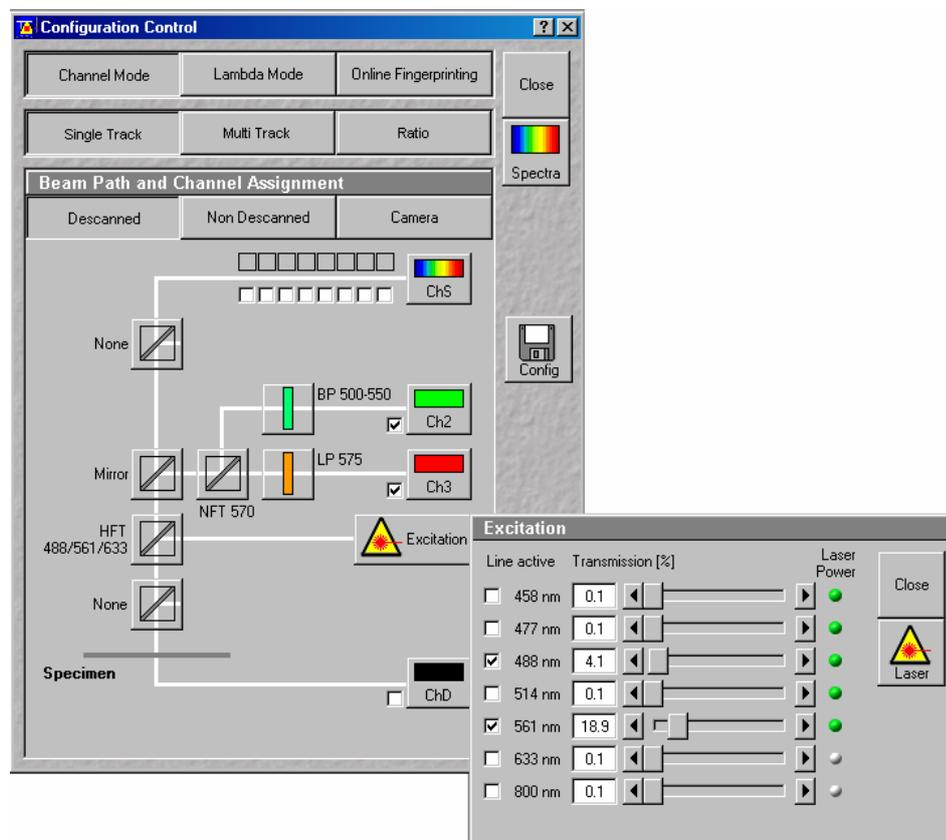 Configuration Control
Channel Mode
Lambda Mode
Online Fingerprinting
Close
Single Track
Multi Track
Ratio
Spectra
Beam Path and Channel Assignment
Descanned
Non Descanned
Camera
ChS
None
Config
BP 500-550
Ch2
Mirror
LP 575
Ch3
NFT 570
HFT
488/561/633
Excitation
None
Specimen
ChD
Excitation
Line active
Transmission [%]
Laser
Power
Close
458 nm 0.1
477 nm 0.1
488 nm 4.1
Laser
514 nm 0.1
561 nm 18.9
633 nm 0.1
800 nm 0.1